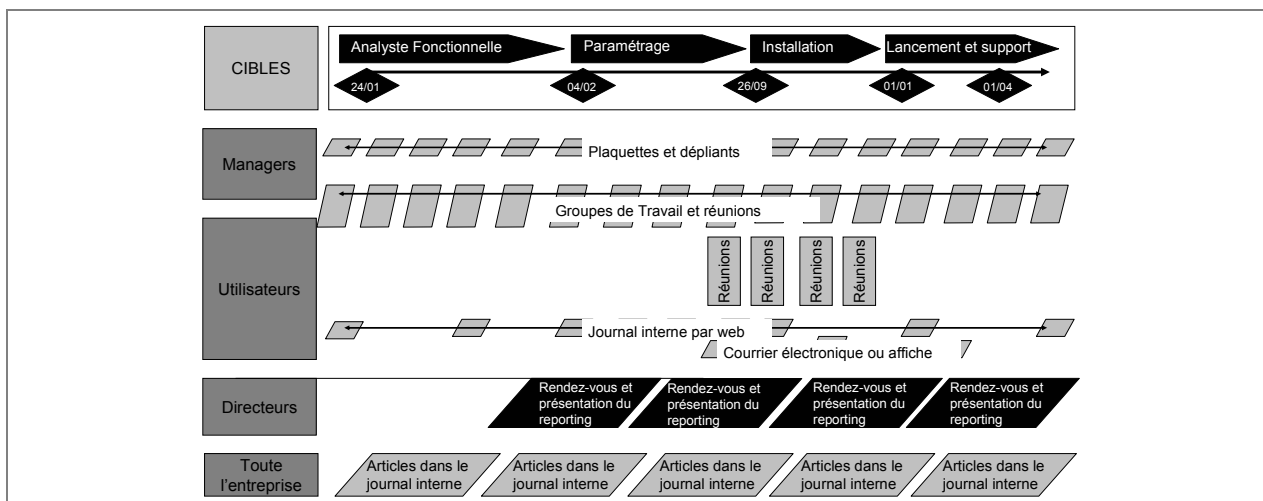 CIBLES
Analyste Fonctionnelle
Paramétrage
Installation
Lancement et support
24/01
04/02
26/09
01/01
01/04
Managers
Plaquettes et dépliants
Groupes de Travail et réunions
Utilisateurs
Réunions
Réunions
Réunions
Réunions
Journal interne par web
Courrier électronique ou affiche
Directeurs
Rendez-vous et
présentation du
reporting
Rendez-vous et
présentation du
reporting
Rendez-vous et
présentation du
reporting
Rendez-vous et
présentation du
reporting
Toute
l'entreprise
Articles dans le
journal interne
Articles dans le
journal interne
Articles dans le
journal interne
Articles dans le
journal interne
Articles dans le
journal interne